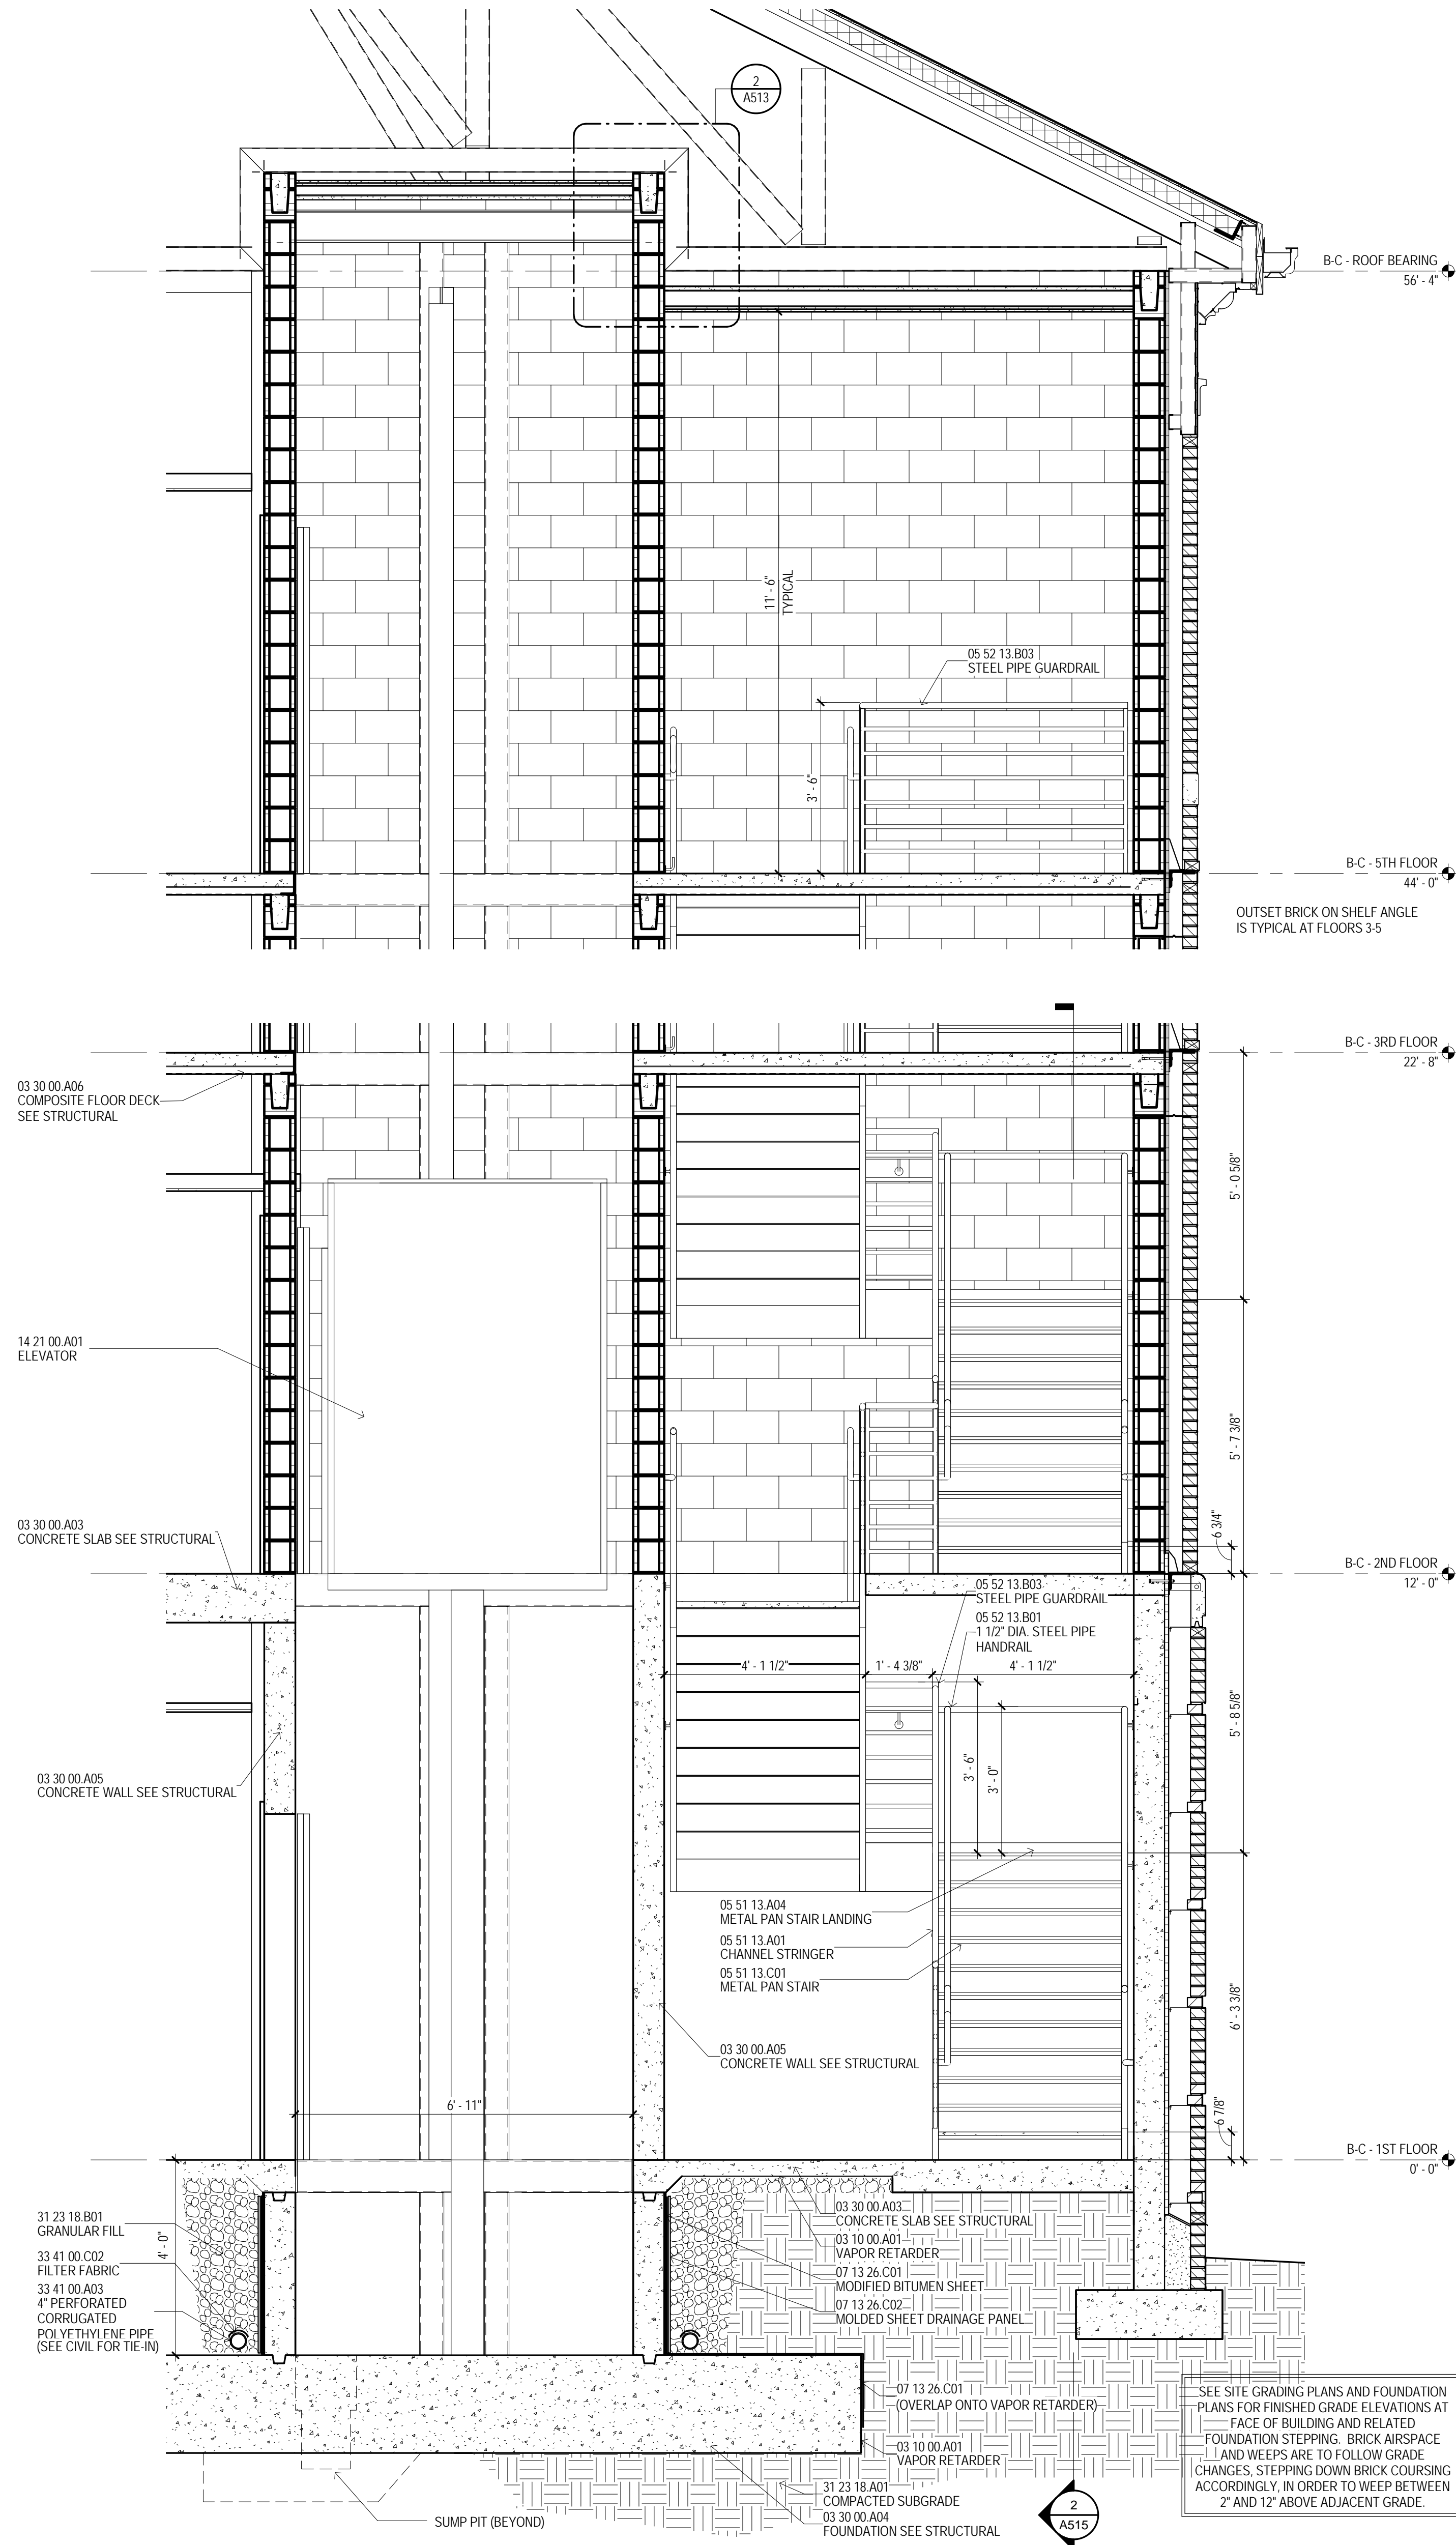 2
A513
B-C - ROOF BEARING
56' - 4"
11' - 6"
TYPICAL
05 52 13.B03
STEEL PIPE GUARDRAIL
3' - 6"
B-C - 5TH FLOOR
44' - 0"
OUTSET BRICK ON SHELF ANGLE
IS TYPICAL AT FLOORS 3-5
B-C - 3RD FLOOR
22' - 8"
03 30 00.A06
COMPOSITE FLOOR DECK
SEE STRUCTURAL
5' - 0 5/8"
14 21 00.A01
ELEVATOR
5' - 7 3/8"
03 30 00.A03
CONCRETE SLAB SEE STRUCTURAL
6 3/4"
B-C - 2ND FLOOR
12' - 0"
05 52 13.B03
STEEL PIPE GUARDRAIL
05 52 13.B01
1 1/2" DIA. STEEL PIPE
HANDRAIL
4' - 1 1/2"
1' - 4 3/8"
4' - 1 1/2"
5' - 8 5/8"
3' - 6"
3' - 0"
03 30 00.A05
CONCRETE WALL SEE STRUCTURAL
05 51 13.A04
METAL PAN STAIR LANDING
05 51 13.A01
CHANNEL STRINGER
05 51 13.C01
METAL PAN STAIR
6' - 3 3/8"
03 30 00.A05
CONCRETE WALL SEE STRUCTURAL
6' - 11"
6 7/8"
B-C - 1ST FLOOR
0' - 0"
4' - 0"
31 23 18.B01
GRANULAR FILL
33 41 00.C02
FILTER FABRIC
33 41 00.A03
4" PERFORATED
CORRUGATED
POLYETHYLENE PIPE
(SEE CIVIL FOR TIE-IN)
03 30 00.A03
CONCRETE SLAB SEE STRUCTURAL
03 10 00.A01
VAPOR RETARDER
07 13 26.C01
MODIFIED BITUMEN SHEET
07 13 26.C02
MOLDED SHEET DRAINAGE PANEL
07 13 26.C01
(OVERLAP ONTO VAPOR RETARDER)
03 10 00.A01
VAPOR RETARDER
31 23 18.A01
COMPACTED SUBGRADE
03 30 00.A04
FOUNDATION SEE STRUCTURAL
SUMP PIT (BEYOND)
2
A515
SEE SITE GRADING PLANS AND FOUNDATION
PLANS FOR FINISHED GRADE ELEVATIONS AT
FACE OF BUILDING AND RELATED
FOUNDATION STEPPING. BRICK AIRSPACE
AND WEEPS ARE TO FOLLOW GRADE
CHANGES, STEPPING DOWN BRICK COURSING
ACCORDINGLY, IN ORDER TO WEEP BETWEEN
2" AND 12" ABOVE ADJACENT GRADE.